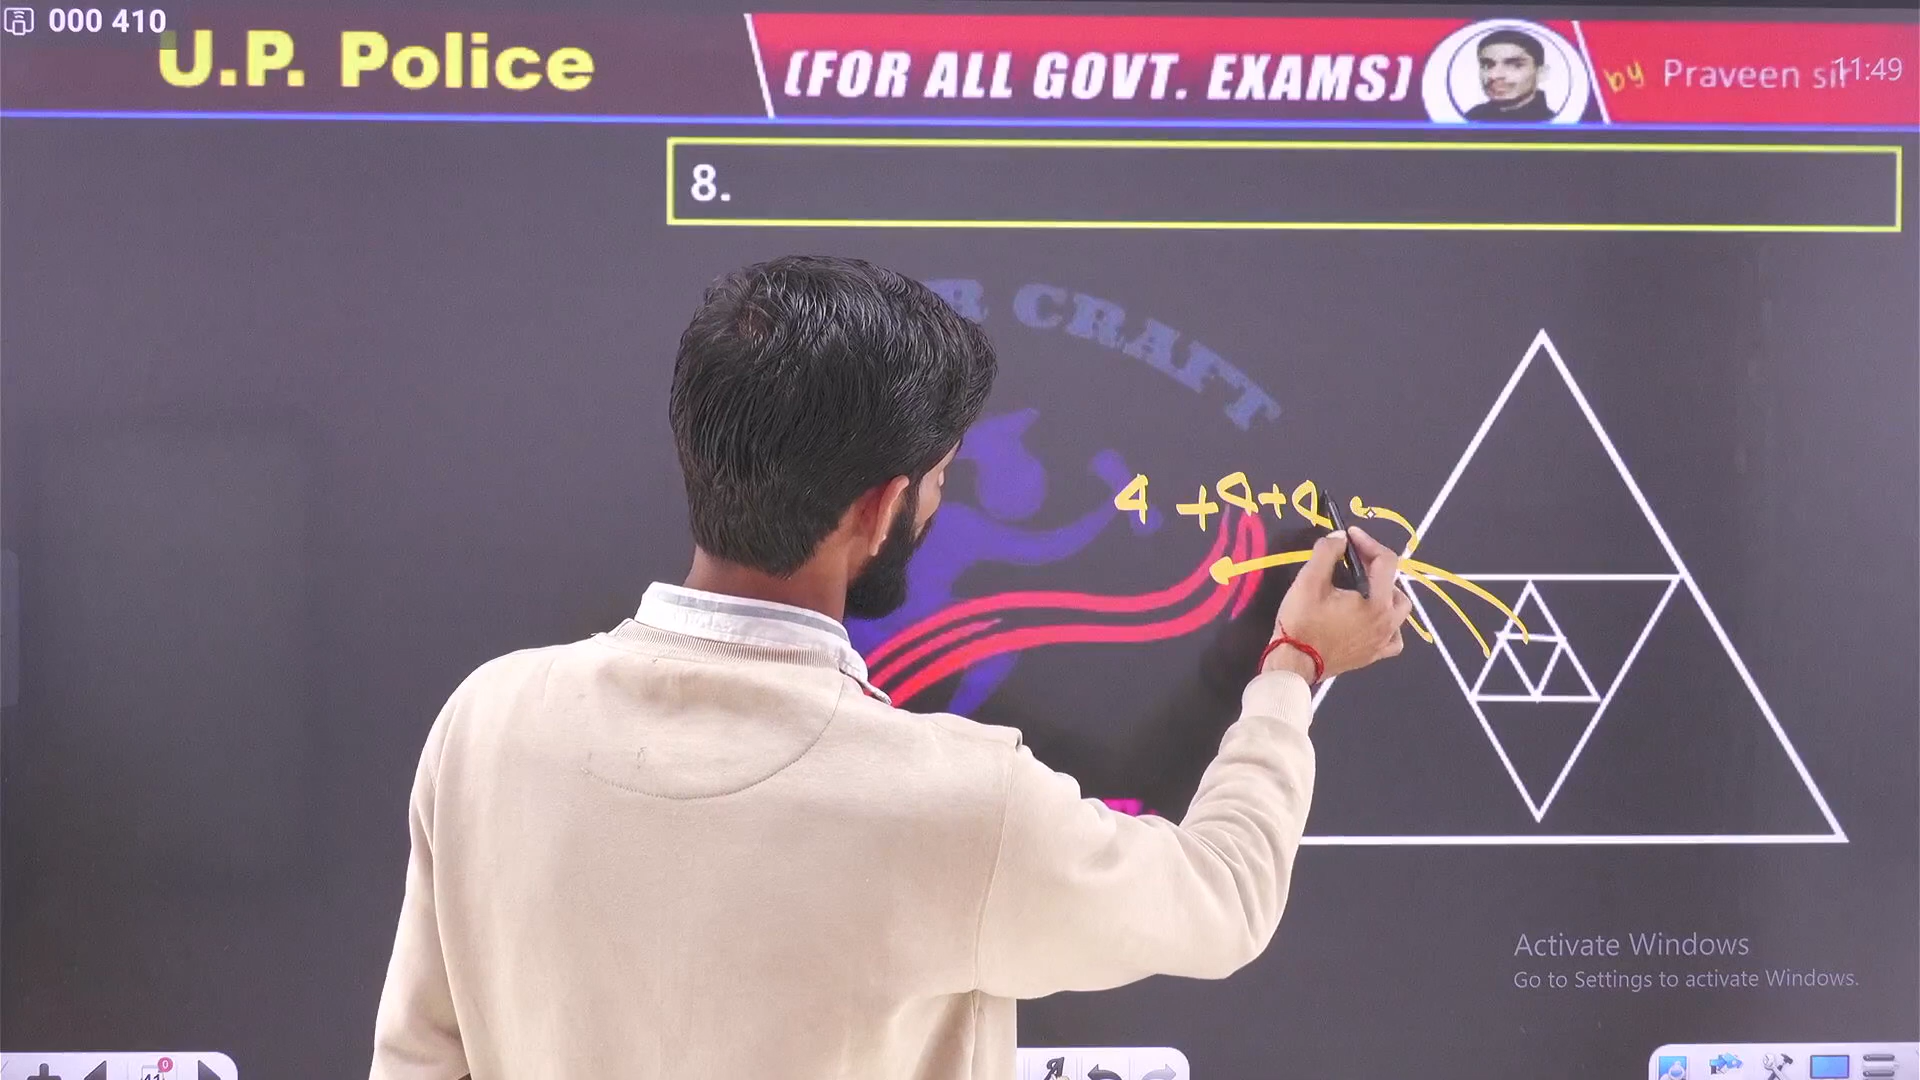 000 410
U.P. Police
(FOR ALL GOVT. EXAMS)
by Praveen sir
11:49
8.
R CRAFT
4 + 4 + 4
Activate Windows
Go to Settings to activate Windows.
0